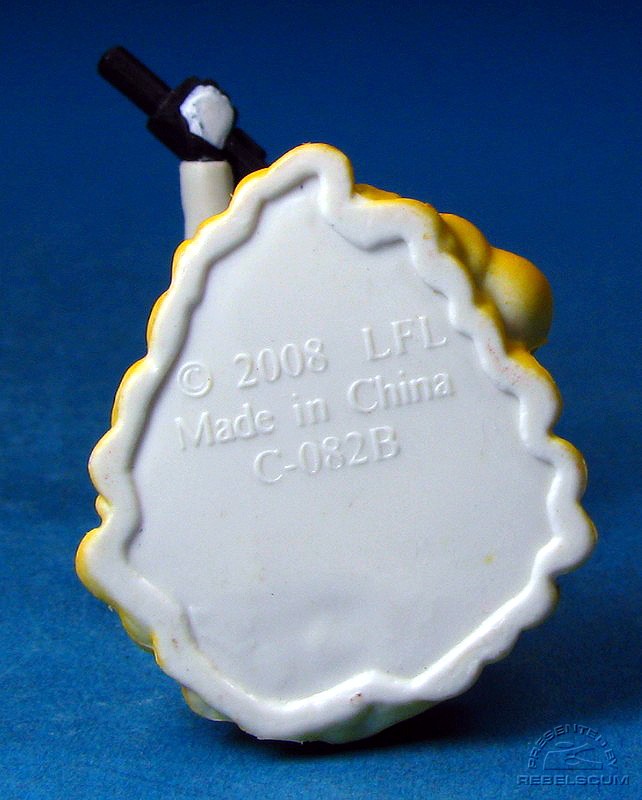 © 2008 LFL
Made in China
C-082B
PRESENTED BY
REBELSCUM